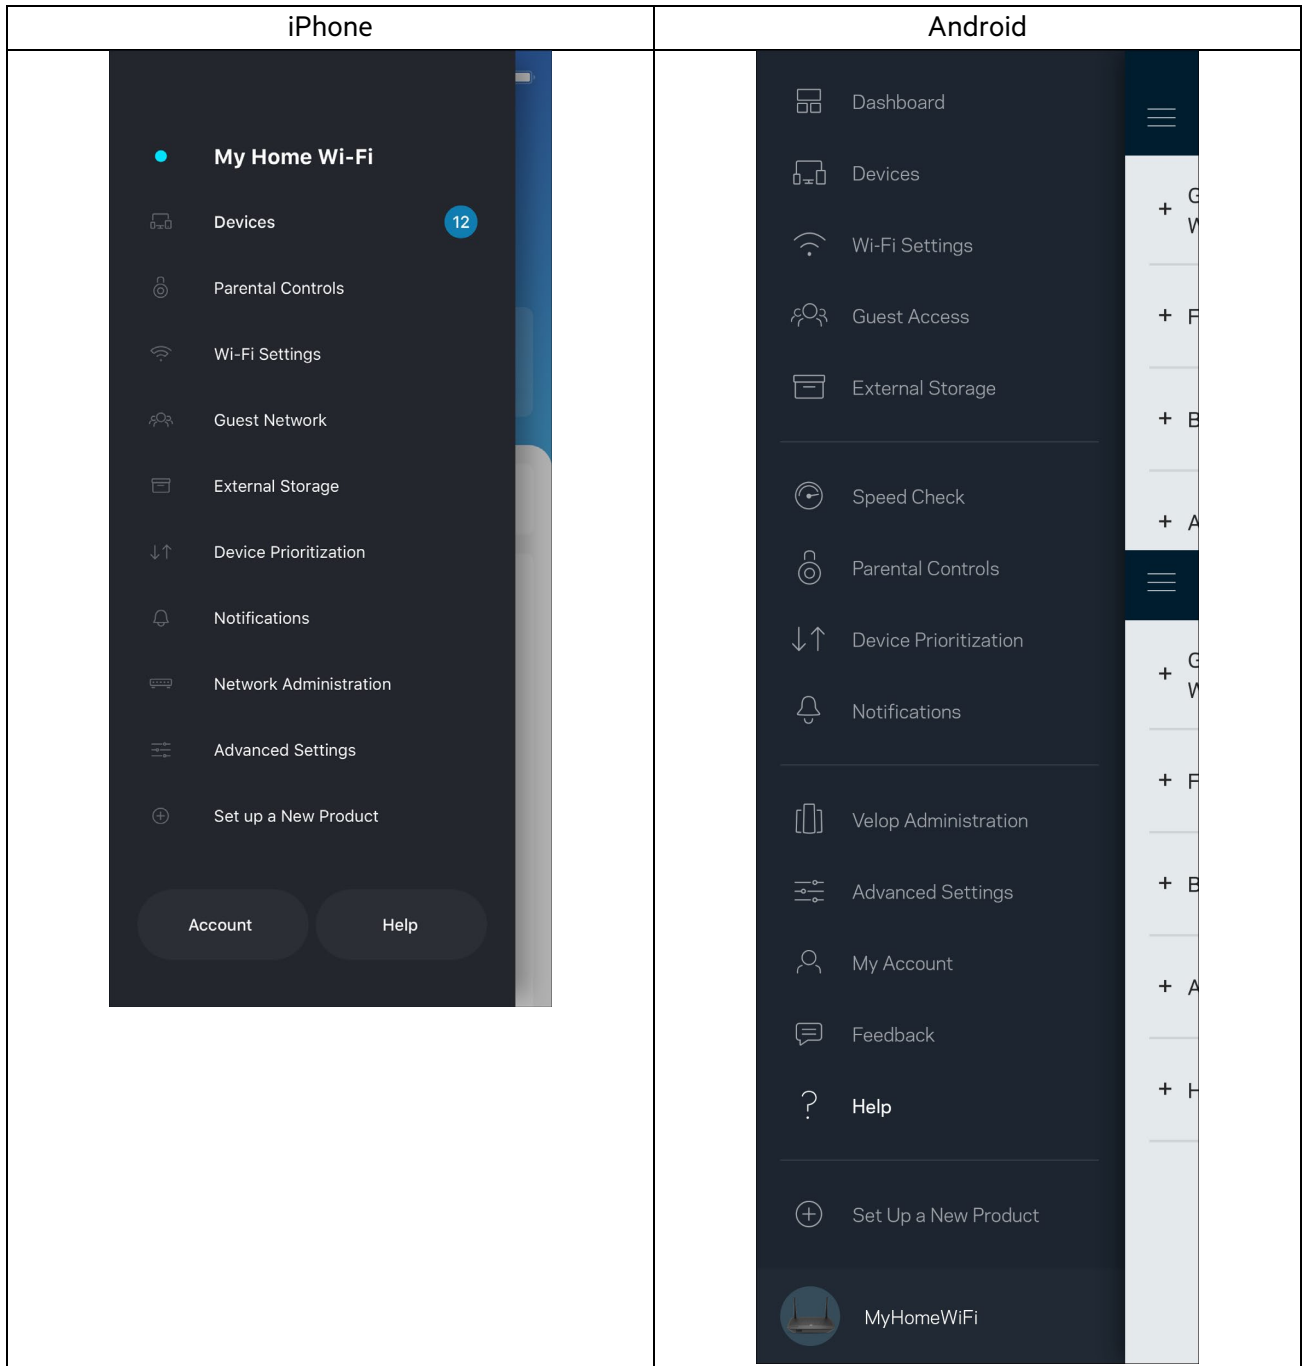 iPhone
Android
My Home Wi-Fi
Devices
12
Parental Controls
Wi-Fi Settings
Guest Network
External Storage
Device Prioritization
Notifications
Network Administration
Advanced Settings
Set up a New Product
Account
Help
Dashboard
Devices
Wi-Fi Settings
Guest Access
External Storage
Speed Check
Parental Controls
Device Prioritization
Notifications
Velop Administration
Advanced Settings
My Account
Feedback
? Help
Set Up a New Product
MyHomeWiFi
+ G
+ F
+ B
+ A
+ G
+ F
+ B
+ A
+ H